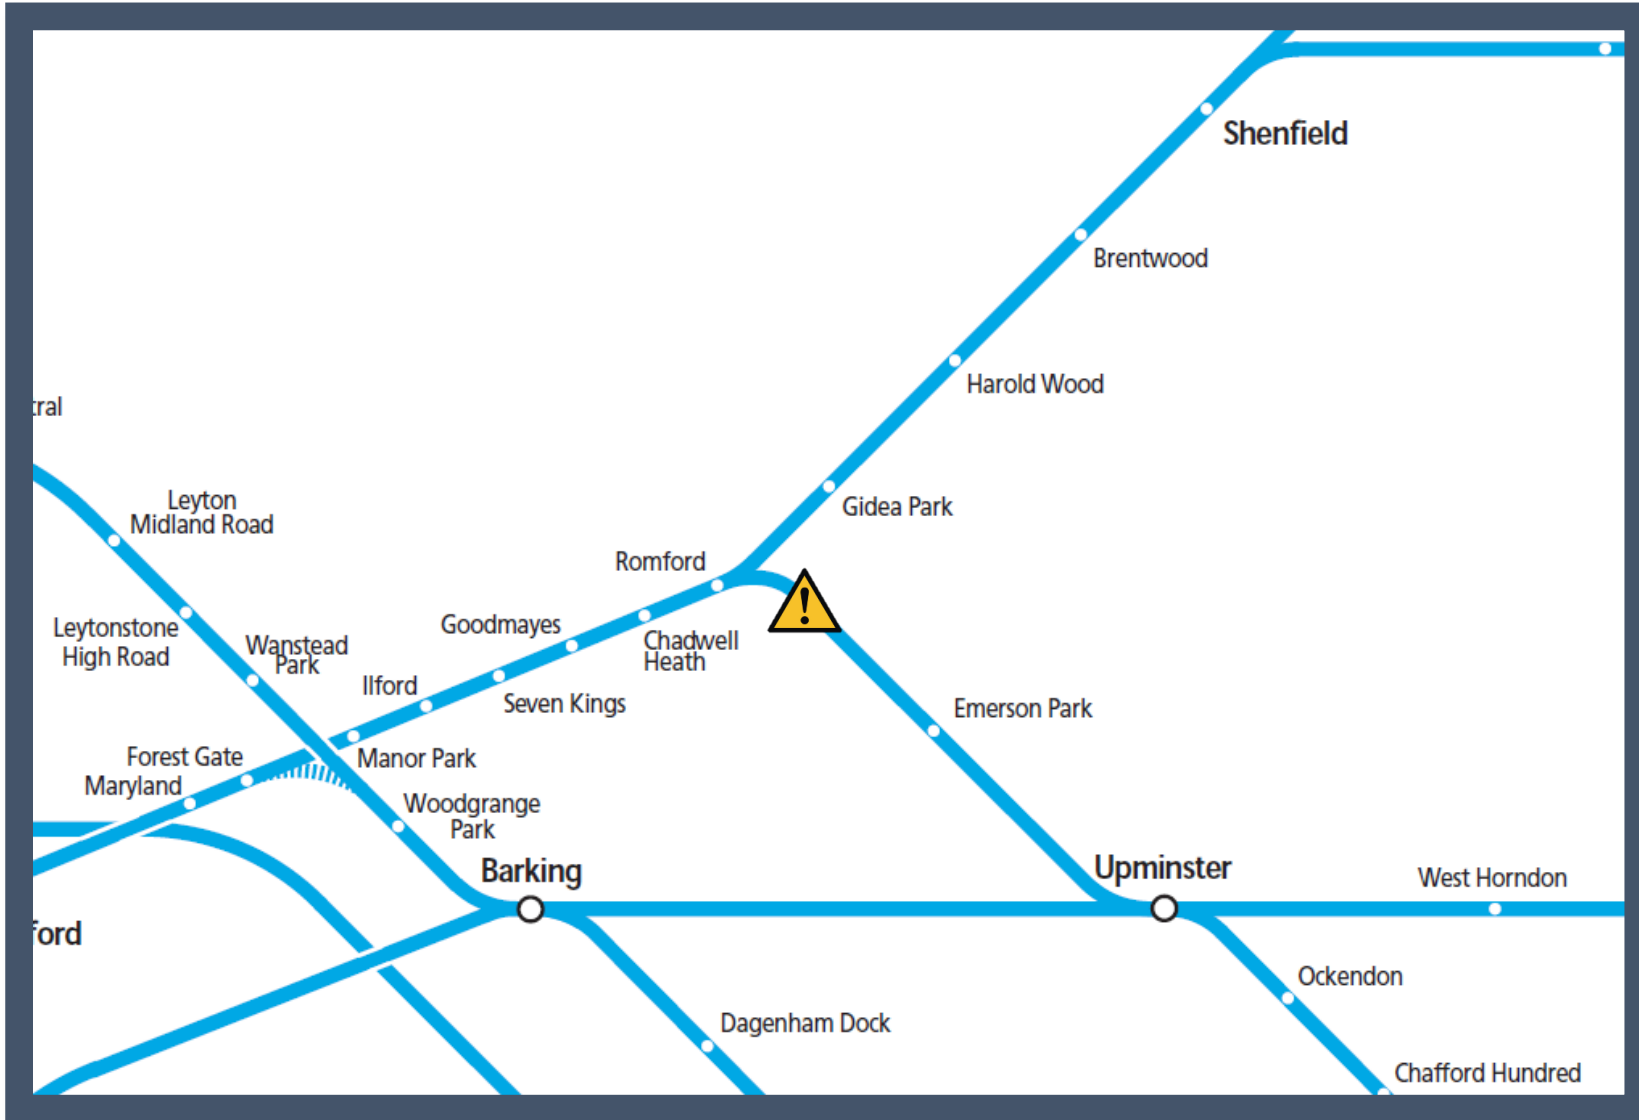 Shenfield
Brentwood
Harold Wood
tral
Leyton
Midland Road
Gidea Park
Romford
Goodmayes
Leytonstone
High Road
Wanstead
Park
Chadwell
Heath
Ilford
Seven Kings
Emerson Park
Forest Gate
Manor Park
Maryland
Woodgrange
Park
Barking
Upminster
West Horndon
ford
Ockendon
Dagenham Dock
Chafford Hundred